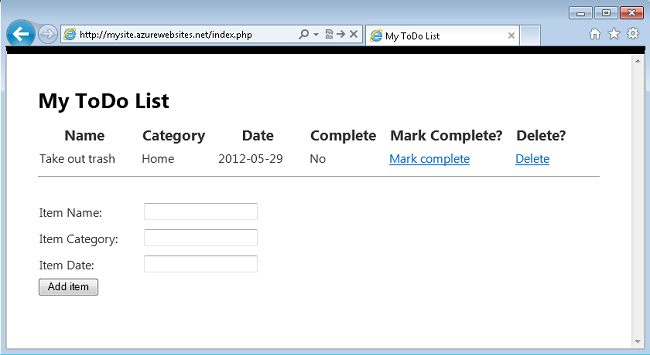 http://mysite.azurewebsites.net/index.php
My ToDo List
My ToDo List
Name Category Date Complete Mark Complete? Delete?
Take out trash Home 2012-05-29 No Mark complete Delete
Item Name:
Item Category:
Item Date:
Add item